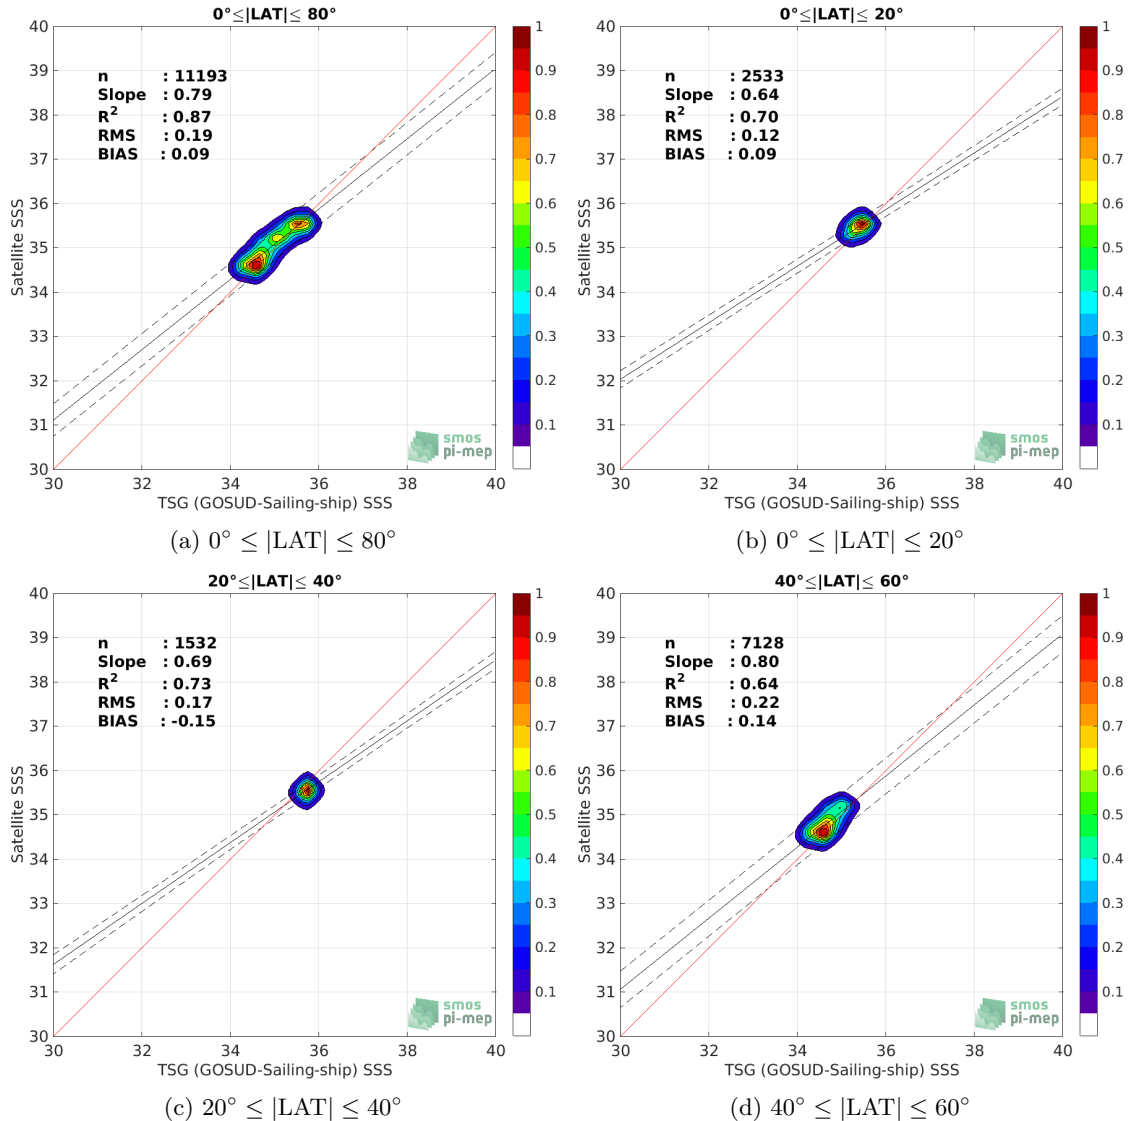 0°≤|LAT|≤ 80°
40
39
38
37
36
35
34
33
32
31
30
Satellite SSS
n : 11193
Slope : 0.79
R² : 0.87
RMS : 0.19
BIAS : 0.09
smos
pi-mep
30 32 34 36 38 40
TSG (GOSUD-Sailing-ship) SSS
1
0.9
0.8
0.7
0.6
0.5
0.4
0.3
0.2
0.1
(a) 0° ≤ |LAT| ≤ 80°
0°≤|LAT|≤ 20°
40
39
38
37
36
35
34
33
32
31
30
Satellite SSS
n : 2533
Slope : 0.64
R² : 0.70
RMS : 0.12
BIAS : 0.09
smos
pi-mep
30 32 34 36 38 40
TSG (GOSUD-Sailing-ship) SSS
1
0.9
0.8
0.7
0.6
0.5
0.4
0.3
0.2
0.1
(b) 0° ≤ |LAT| ≤ 20°
20°≤|LAT|≤ 40°
40
39
38
37
36
35
34
33
32
31
30
Satellite SSS
n : 1532
Slope : 0.69
R² : 0.73
RMS : 0.17
BIAS : -0.15
smos
pi-mep
30 32 34 36 38 40
TSG (GOSUD-Sailing-ship) SSS
1
0.9
0.8
0.7
0.6
0.5
0.4
0.3
0.2
0.1
(c) 20° ≤ |LAT| ≤ 40°
40°≤|LAT|≤ 60°
40
39
38
37
36
35
34
33
32
31
30
Satellite SSS
n : 7128
Slope : 0.80
R² : 0.64
RMS : 0.22
BIAS : 0.14
smos
pi-mep
30 32 34 36 38 40
TSG (GOSUD-Sailing-ship) SSS
1
0.9
0.8
0.7
0.6
0.5
0.4
0.3
0.2
0.1
(d) 40° ≤ |LAT| ≤ 60°